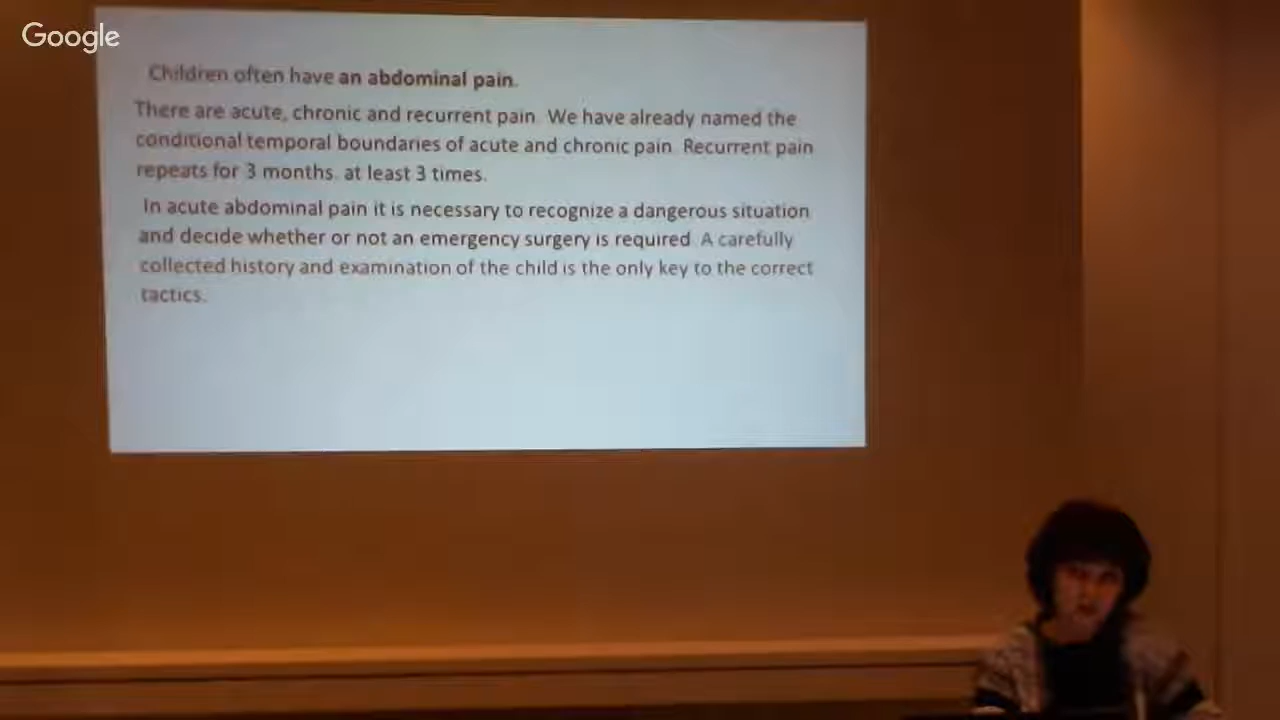 Google
Children often have an abdominal pain.
There are acute, chronic and recurrent pain. We have already named the
conditional temporal boundaries of acute and chronic pain. Recurrent pain
repeats for 3 months. at least 3 times.
In acute abdominal pain it is necessary to recognize a dangerous situation
and decide whether or not an emergency surgery is required. A carefully
collected history and examination of the child is the only key to the correct
tactics.